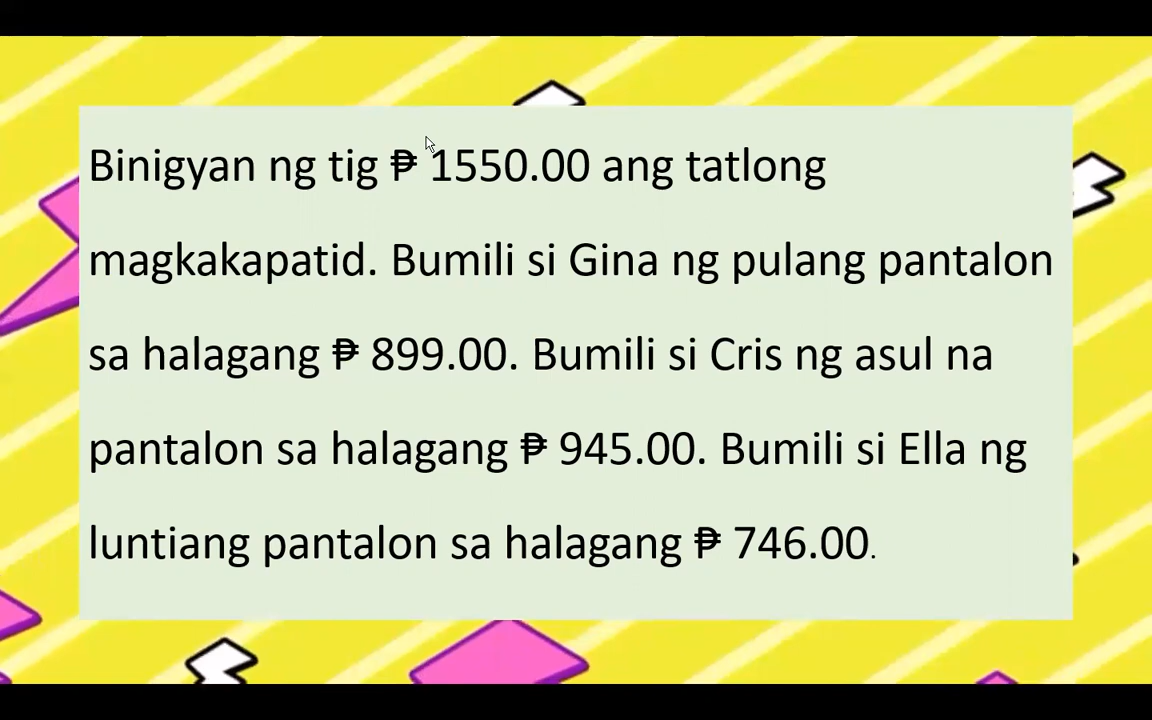 Binigyan ng tig ₱ 1550.00 ang tatlong
magkakapatid. Bumili si Gina ng pulang pantalon
sa halagang ₱ 899.00. Bumili si Cris ng asul na
pantalon sa halagang ₱ 945.00. Bumili si Ella ng
luntiang pantalon sa halagang ₱ 746.00.